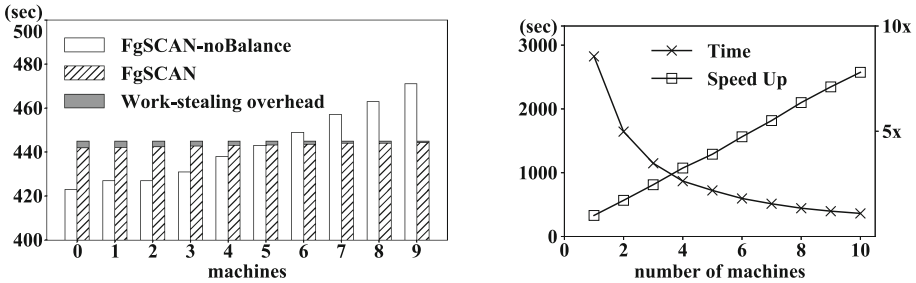 (sec)
500
480
460
440
420
400
FgSCAN-noBalance
FgSCAN
Work-stealing overhead
0 1 2 3 4 5 6 7 8 9
machines
(sec)
3000
2000
1000
0
Time
Speed Up
10x
5x
0 2 4 6 8 10
number of machines